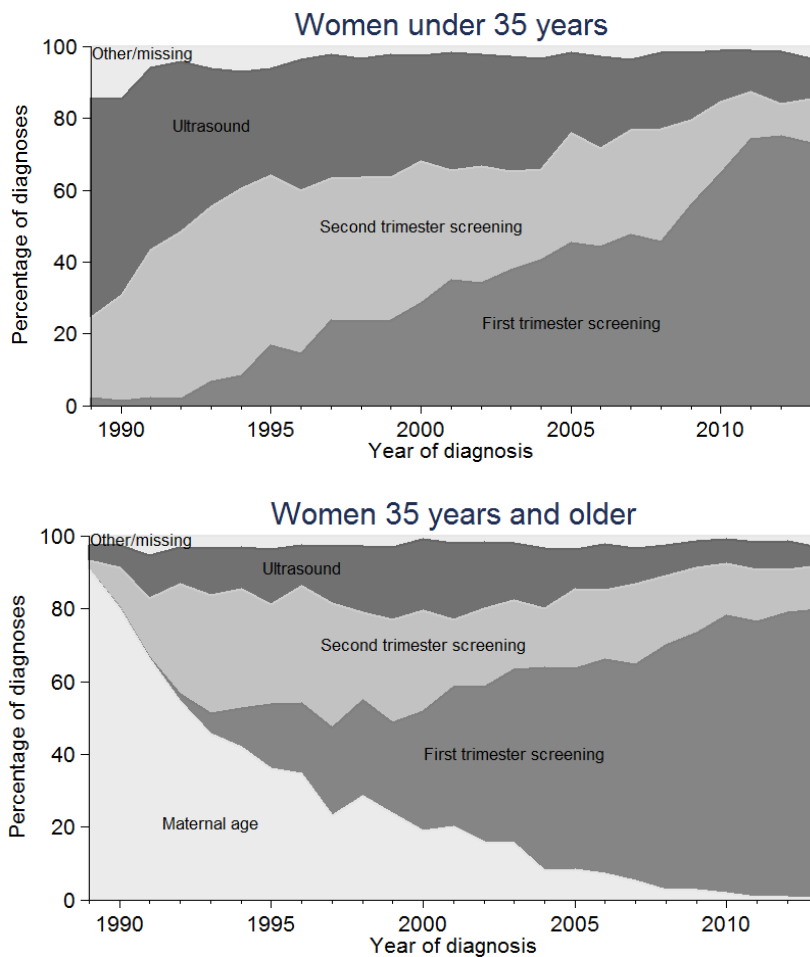 Women under 35 years
100
Other/missing
80
Ultrasound
60
Second trimester screening
40
First trimester screening
20
0
Percentage of diagnoses
1990 1995 2000 2005 2010
Year of diagnosis
Women 35 years and older
100
Other/missing
Ultrasound
80
Second trimester screening
60
First trimester screening
40
Maternal age
20
0
Percentage of diagnoses
1990 1995 2000 2005 2010
Year of diagnosis